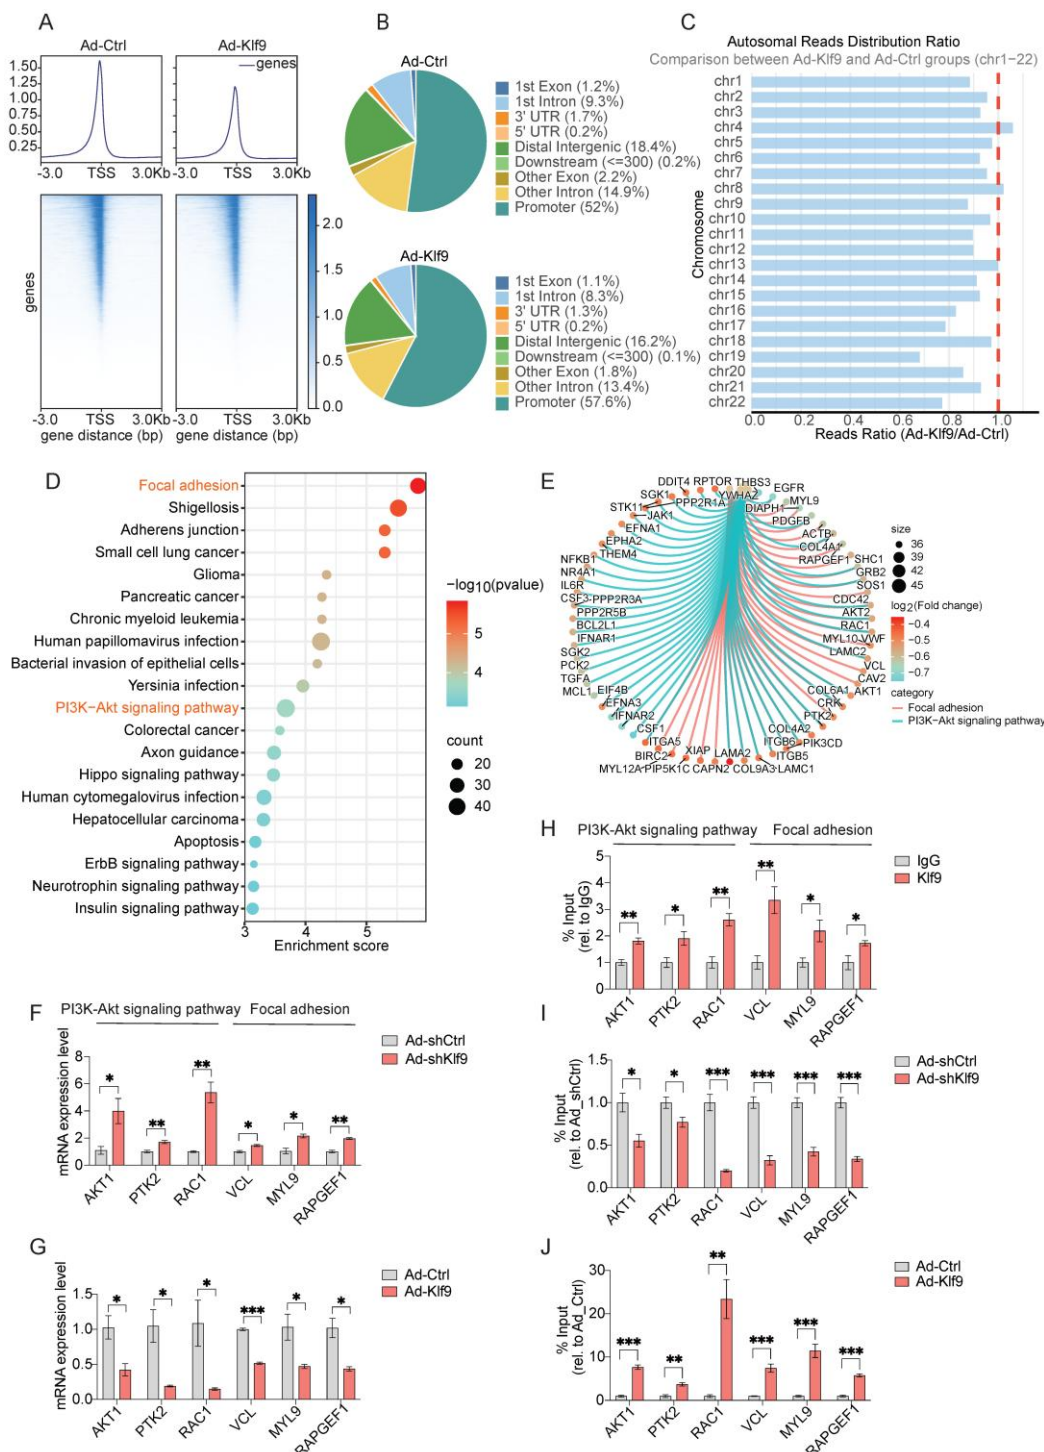 A
Ad-Ctrl
Ad-Klf9
genes
1.50
1.25
1.00
0.75
0.50
0.25
-3.0 TSS 3.0Kb
-3.0 TSS 3.0Kb
genes
2.0
1.5
1.0
0.5
0.0
-3.0 TSS 3.0Kb
gene distance (bp)
-3.0 TSS 3.0Kb
gene distance (bp)
B
Ad-Ctrl
1st Exon (1.2%)
1st Intron (9.3%)
3' UTR (1.7%)
5' UTR (0.2%)
Distal Intergenic (18.4%)
Downstream (<=300) (0.2%)
Other Exon (2.2%)
Other Intron (14.9%)
Promoter (52%)
Ad-Klf9
1st Exon (1.1%)
1st Intron (8.3%)
3' UTR (1.3%)
5' UTR (0.2%)
Distal Intergenic (16.2%)
Downstream (<=300) (0.1%)
Other Exon (1.8%)
Other Intron (13.4%)
Promoter (57.6%)
C
Autosomal Reads Distribution Ratio
Comparison between Ad-Klf9 and Ad-Ctrl groups (chr1−22)
Chromosome
chr1
chr2
chr3
chr4
chr5
chr6
chr7
chr8
chr9
chr10
chr11
chr12
chr13
chr14
chr15
chr16
chr17
chr18
chr19
chr20
chr21
chr22
0.0 0.2 0.4 0.6 0.8 1.0
Reads Ratio (Ad-Klf9/Ad-Ctrl)
D
Focal adhesion
Shigellosis
Adherens junction
Small cell lung cancer
Glioma
Pancreatic cancer
Chronic myeloid leukemia
Human papillomavirus infection
Bacterial invasion of epithelial cells
Yersinia infection
PI3K−Akt signaling pathway
Colorectal cancer
Axon guidance
Hippo signaling pathway
Human cytomegalovirus infection
Hepatocellular carcinoma
Apoptosis
ErbB signaling pathway
Neurotrophin signaling pathway
Insulin signaling pathway
3 4 5
Enrichment score
−log10(pvalue)
5
4
count
20
30
40
E
DDIT4 RPTOR THBS3
YWHAZ
EGFR
SGK1
PPP2R1A
DIAPH1
MYL9
STK11
JAK1
PDGFB
EFNA1
ACTB
EPHA2
COL4A1
THEM4
RAPGEF1
SHC1
NFKB1
GRB2
NR4A1
SOS1
IL6R
CSF3
PPP2R3A
CDC42
PPP2R5B
AKT2
BCL2L1
RAC1
IFNAR1
MYL10
VWF
SGK2
LAMC2
PCK2
VCL
TGFA
CAV2
MCL1
EIF4B
COL6A1
AKT1
EFNA3
CRK
IFNAR2
PTK2
CSF1
COL4A2
ITGA5
ITGB6
PIK3CD
BIRC2
XIAP
LAMA2
ITGB5
MYL12A
PIP5K1C
CAPN2
COL9A3
LAMC1
size
36
39
42
45
log2(Fold change)
−0.4
−0.5
−0.6
−0.7
category
Focal adhesion
PI3K−Akt signaling pathway
F
PI3K-Akt signaling pathway
Focal adhesion
mRNA expression level
8
6
4
2
0
* ** ** * * **
AKT1
PTK2
RAC1
VCL
MYL9
RAPGEF1
Ad-shCtrl
Ad-shKlf9
G
mRNA expression level
1.5
1.0
0.5
0.0
* * * *** * *
AKT1
PTK2
RAC1
VCL
MYL9
RAPGEF1
Ad-Ctrl
Ad-Klf9
H
PI3K-Akt signaling pathway
Focal adhesion
% Input
(rel. to IgG)
5
4
3
2
1
0
** * ** ** * *
AKT1
PTK2
RAC1
VCL
MYL9
RAPGEF1
IgG
Klf9
I
% Input
(rel. to Ad_shCtrl)
1.5
1.0
0.5
0.0
* * *** *** *** ***
AKT1
PTK2
RAC1
VCL
MYL9
RAPGEF1
Ad-shCtrl
Ad-shKlf9
J
% Input
(rel. to Ad_Ctrl)
30
20
10
0
*** ** ** *** *** ***
AKT1
PTK2
RAC1
VCL
MYL9
RAPGEF1
Ad-Ctrl
Ad-Klf9